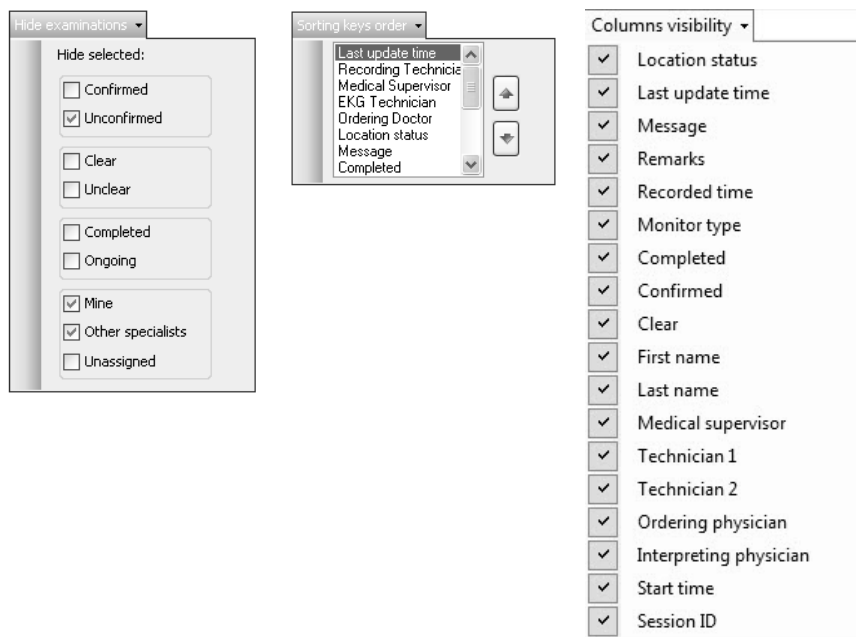 Hide examinations
Hide selected:
Confirmed
Unconfirmed
Clear
Unclear
Completed
Ongoing
Mine
Other specialists
Unassigned
Sorting keys order
Last update time
Recording Technicia
Medical Supervisor
EKG Technician
Ordering Doctor
Location status
Message
Completed
Columns visibility
Location status
Last update time
Message
Remarks
Recorded time
Monitor type
Completed
Confirmed
Clear
First name
Last name
Medical supervisor
Technician 1
Technician 2
Ordering physician
Interpreting physician
Start time
Session ID